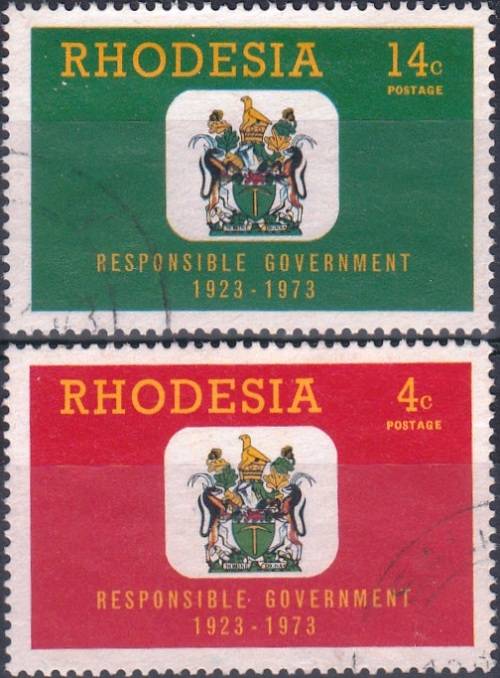 RHODESIA 14c
POSTAGE
RESPONSIBLE GOVERNMENT
1923-1973
RHODESIA 4c
POSTAGE
RESPONSIBLE GOVERNMENT
1923-1973